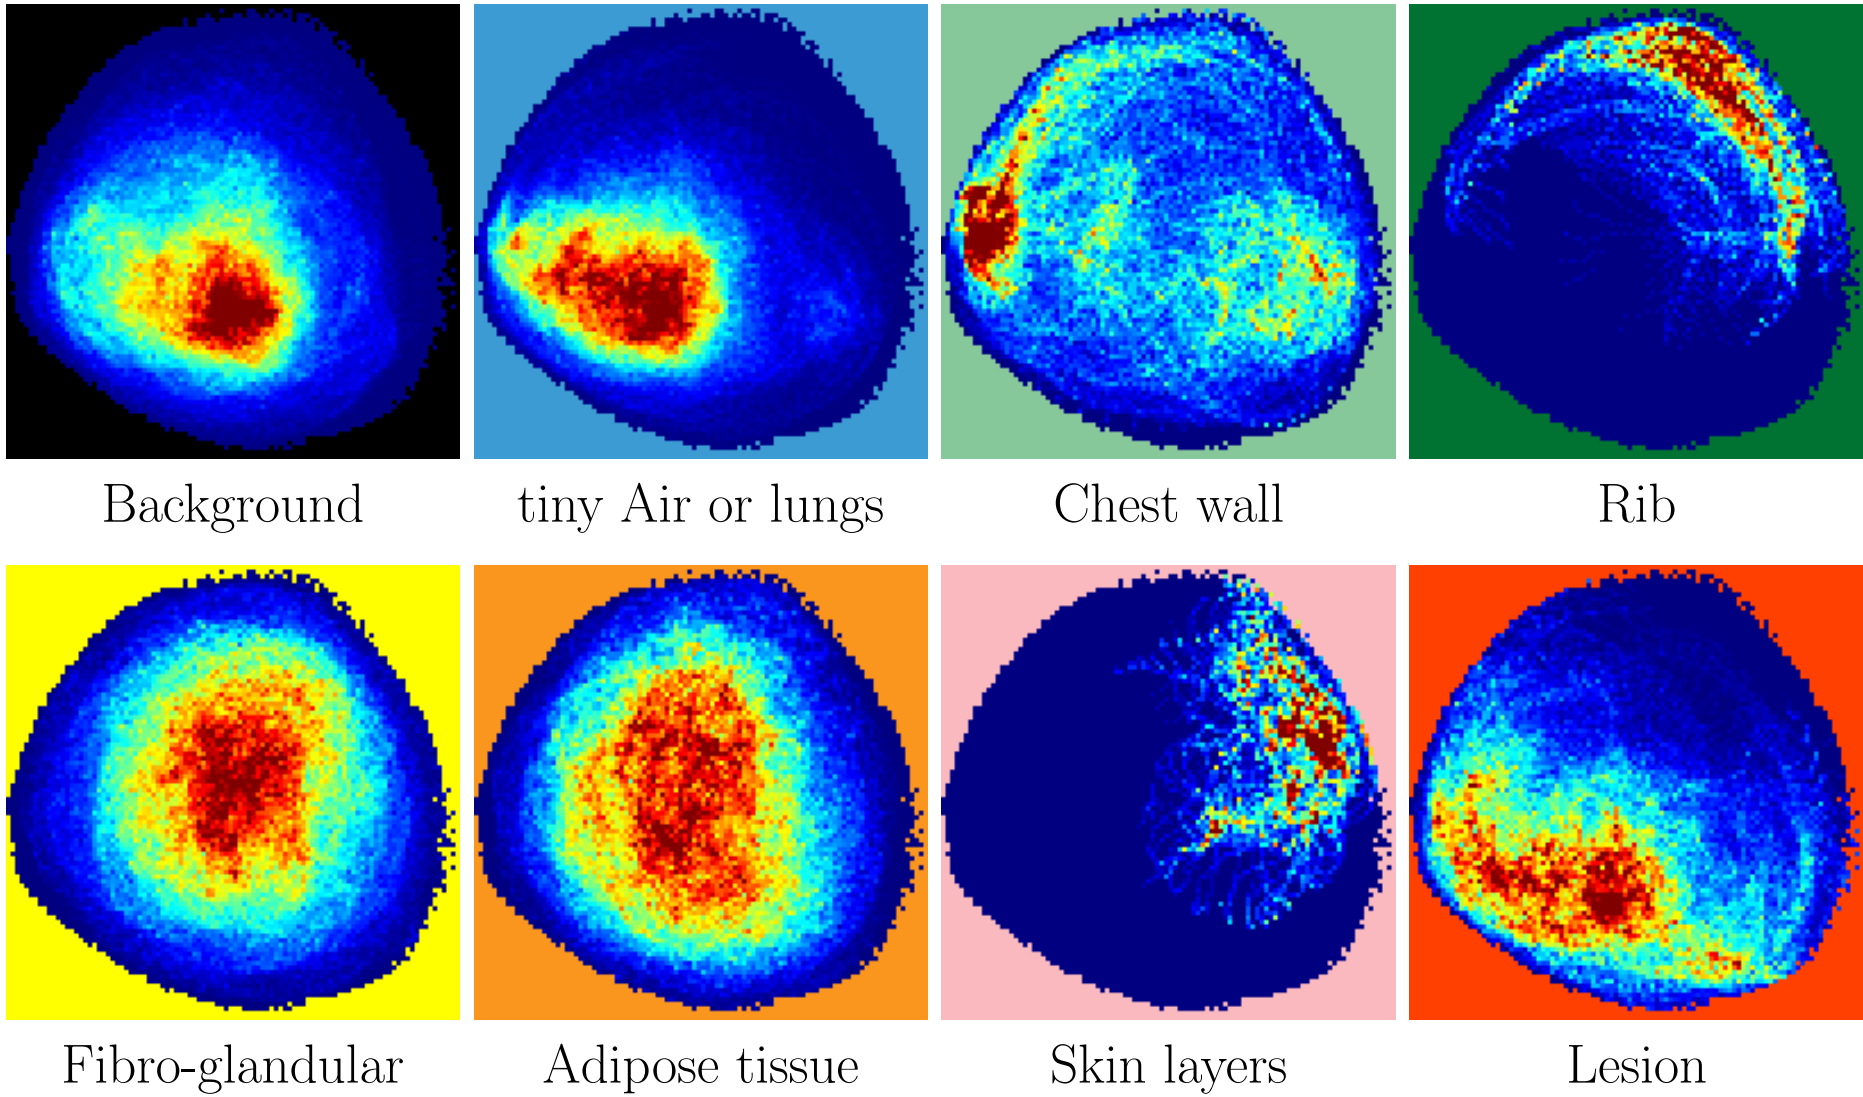 Background
tiny Air or lungs
Chest wall
Rib
Fibro-glandular
Adipose tissue
Skin layers
Lesion